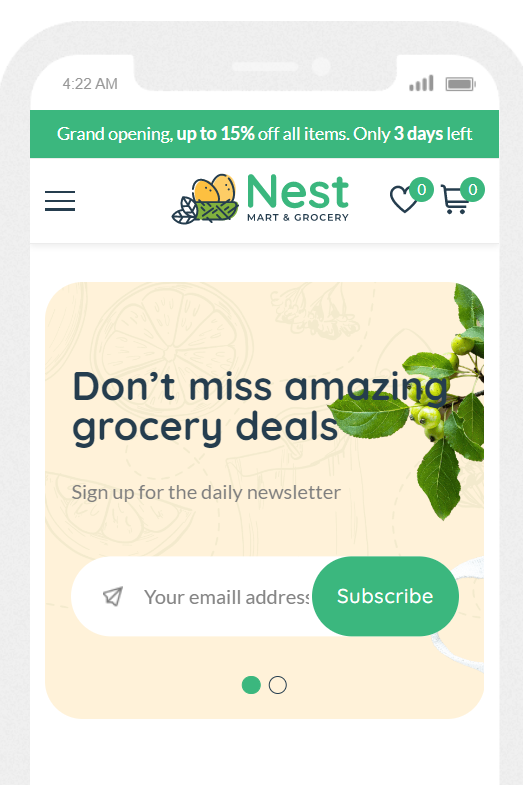 4:22 AM
Grand opening, up to 15% off all items. Only 3 days left
Nest
MART & GROCERY
0
0
Don’t miss amazing
grocery deals
Sign up for the daily newsletter
Your emaill address
Subscribe